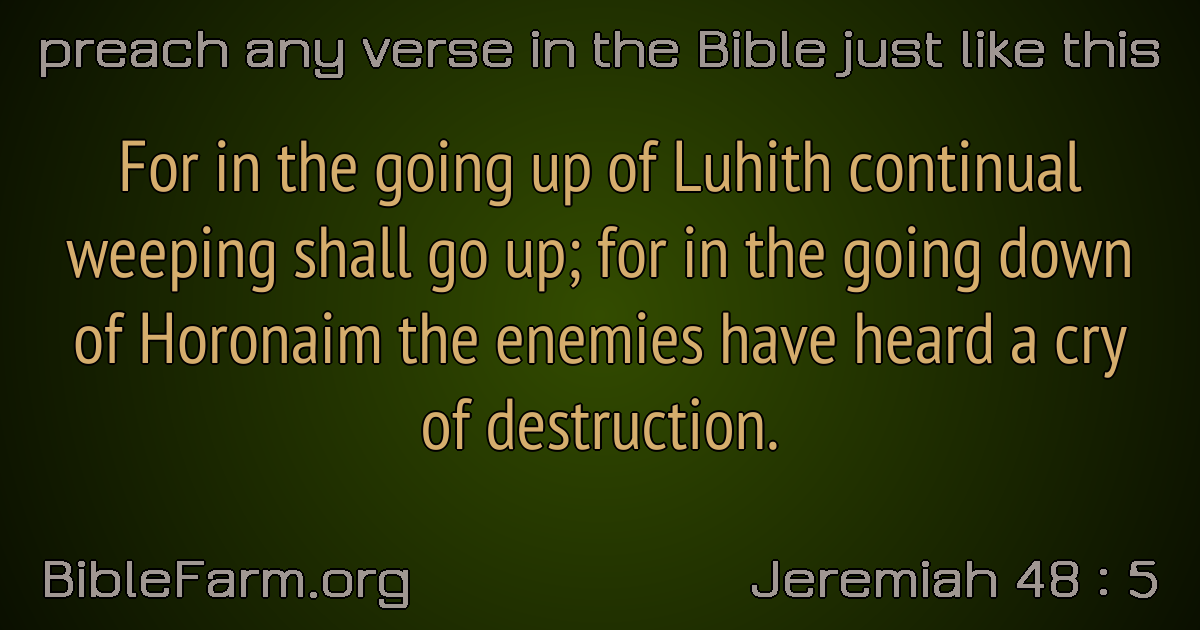 preach any verse in the Bible just like this
For in the going up of Luhith continual
weeping shall go up; for in the going down
of Horonaim the enemies have heard a cry
of destruction.
BibleFarm.org
Jeremiah 48 : 5